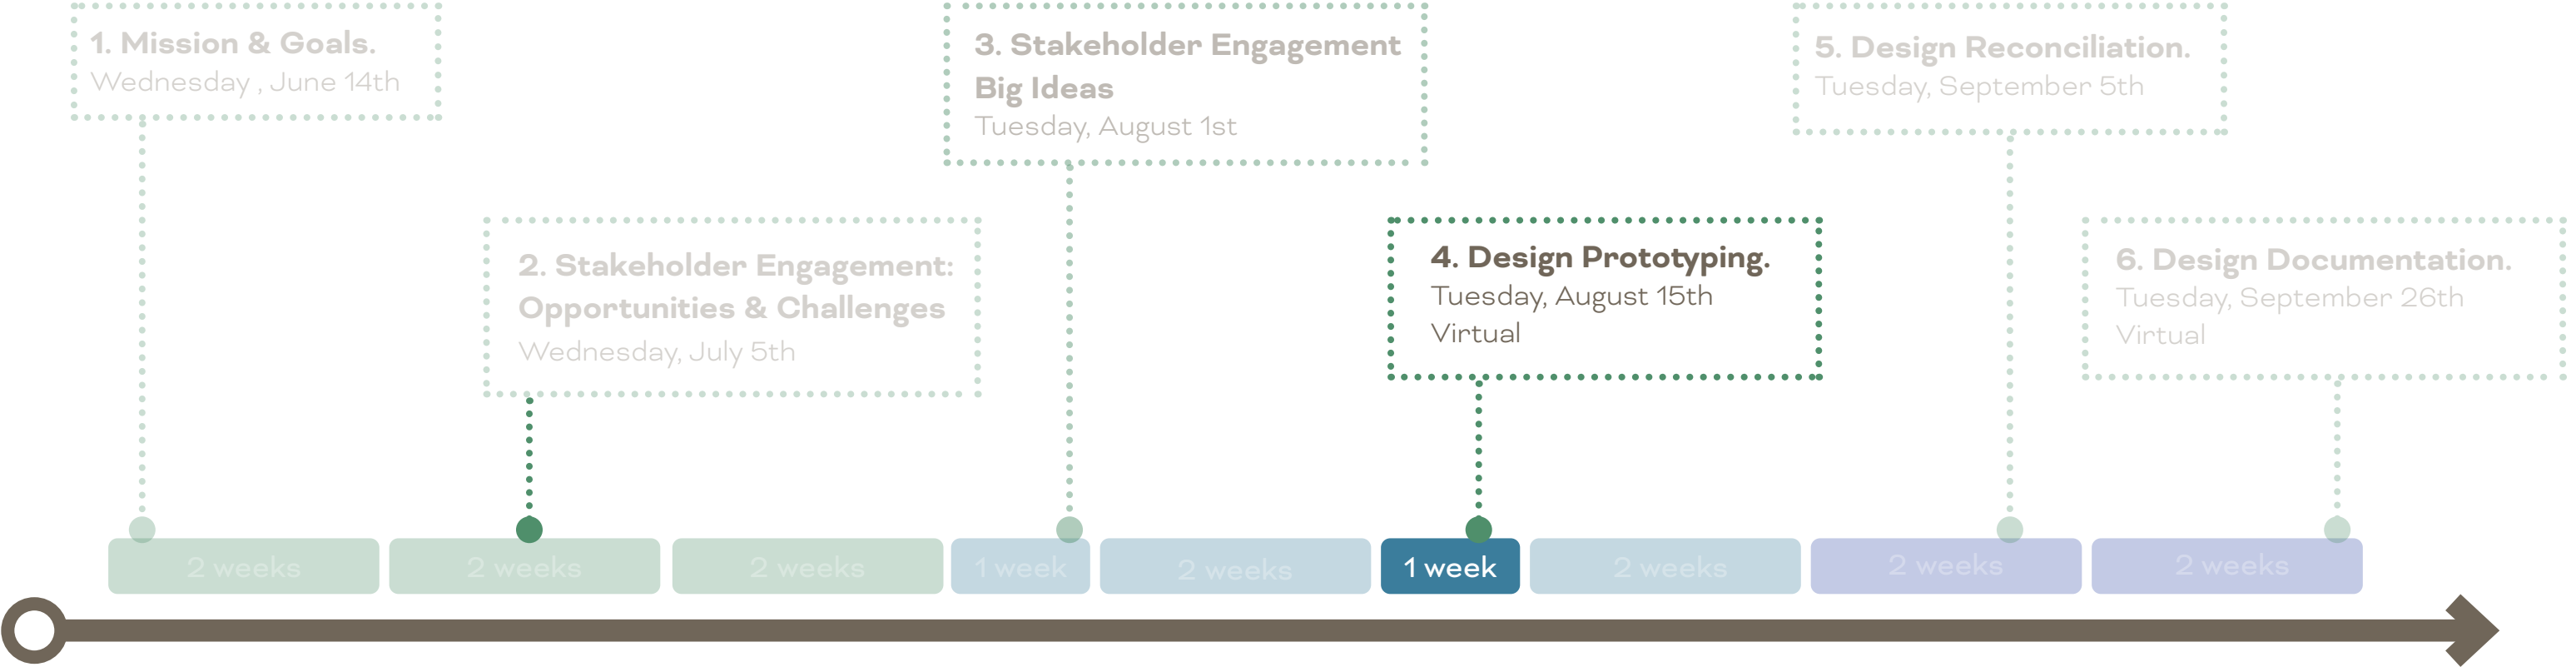 1. Mission & Goals.
Wednesday , June 14th
2. Stakeholder Engagement:
Opportunities & Challenges
Wednesday, July 5th
3. Stakeholder Engagement
Big Ideas
Tuesday, August 1st
4. Design Prototyping.
Tuesday, August 15th
Virtual
5. Design Reconciliation.
Tuesday, September 5th
6. Design Documentation.
Tuesday, September 26th
Virtual
2 weeks
2 weeks
2 weeks
1 week
2 weeks
1 week
2 weeks
2 weeks
2 weeks